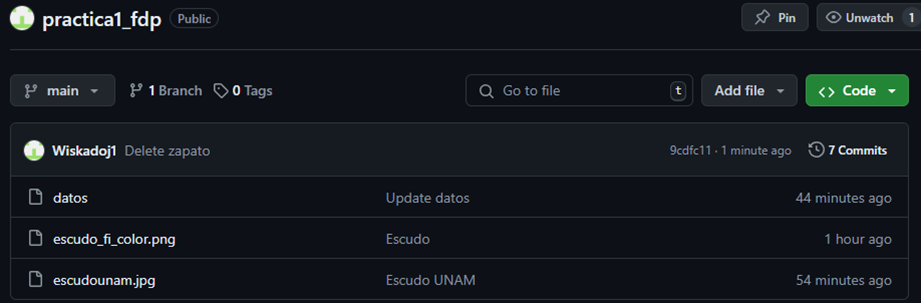 practica1_fdp Public Pin Unwatch 1
main 1 Branch 0 Tags Go to file t Add file Code
Wiskadoj1 Delete zapato 9cdfc11 · 1 minute ago 7 Commits
datos Update datos 44 minutes ago
escudo_fi_color.png Escudo 1 hour ago
escudounam.jpg Escudo UNAM 54 minutes ago